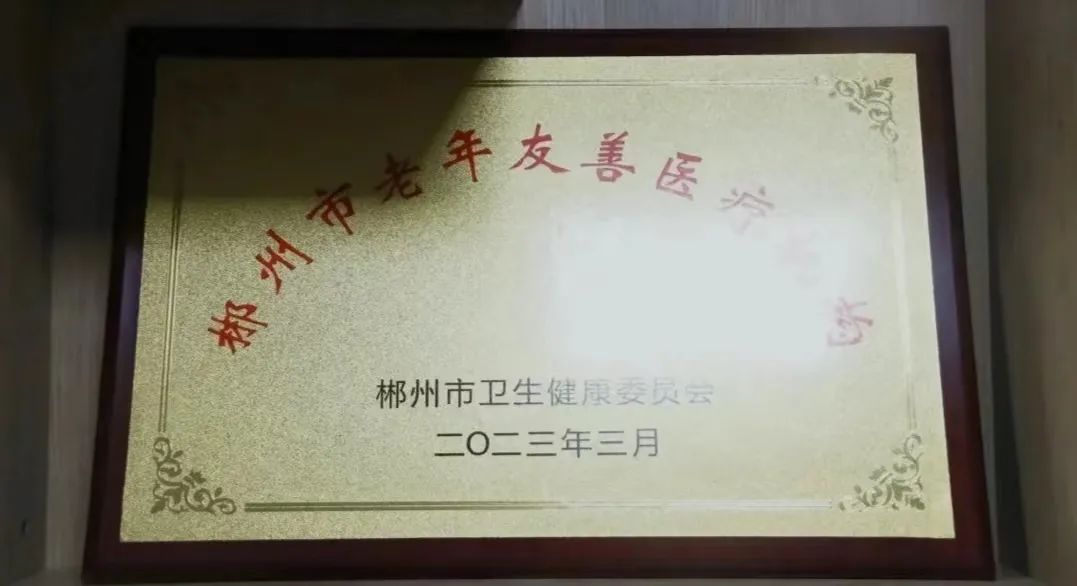 郴州市老年友善医疗
郴州市卫生健康委员会
二〇二三年三月